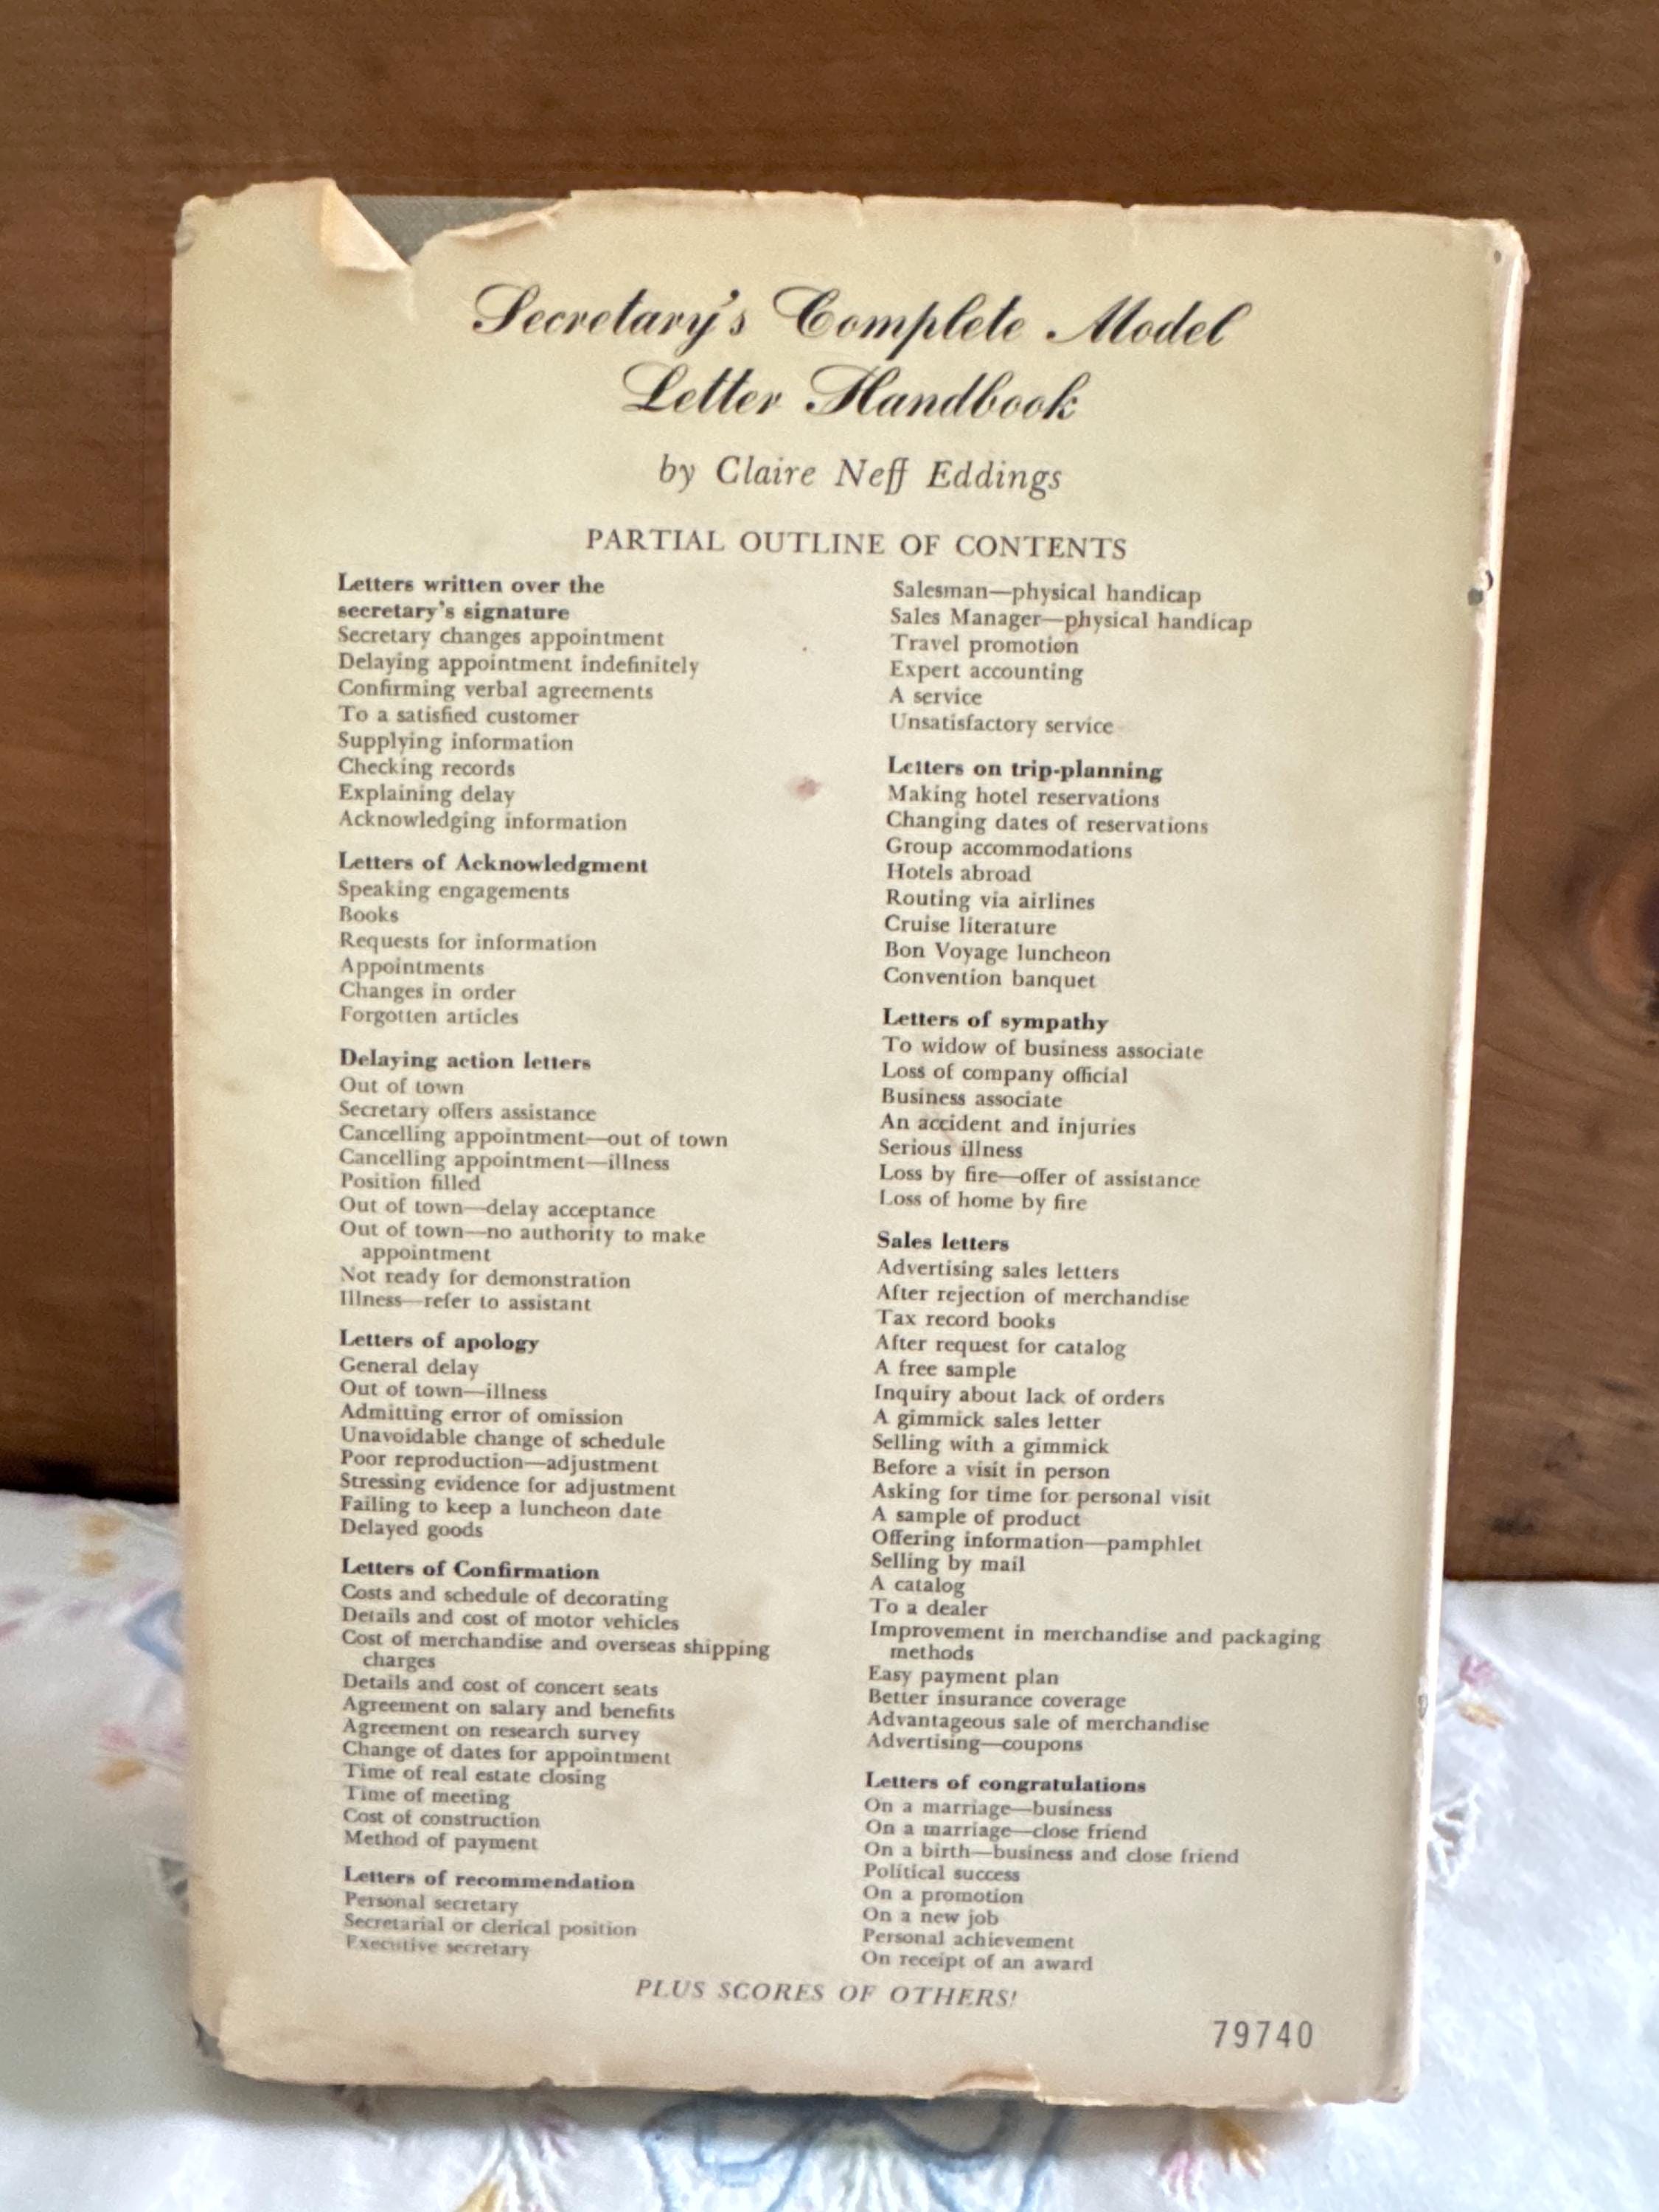 Secretary's Complete Model
Letter Handbook
by Claire Neff Eddings
PARTIAL OUTLINE OF CONTENTS
Letters written over the
secretary's signature
Secretary changes appointment
Delaying appointment indefinitely
Confirming verbal agreements
To a satisfied customer
Supplying information
Checking records
Explaining delay
Acknowledging information
Letters of Acknowledgment
Speaking engagements
Books
Requests for information
Appointments
Changes in order
Forgotten articles
Delaying action letters
Out of town
Secretary offers assistance
Cancelling appointment—out of town
Cancelling appointment—illness
Position filled
Out of town—delay acceptance
Out of town—no authority to make
appointment
Not ready for demonstration
Illness—refer to assistant
Letters of apology
General delay
Out of town—illness
Admitting error of omission
Unavoidable change of schedule
Poor reproduction—adjustment
Stressing evidence for adjustment
Failing to keep a luncheon date
Delayed goods
Letters of Confirmation
Costs and schedule of decorating
Details and cost of motor vehicles
Cost of merchandise and overseas shipping
charges
Details and cost of concert seats
Agreement on salary and benefits
Agreement on research survey
Change of dates for appointment
Time of real estate closing
Time of meeting
Cost of construction
Method of payment
Letters of recommendation
Personal secretary
Secretarial or clerical position
Executive secretary
Salesman—physical handicap
Sales Manager—physical handicap
Travel promotion
Expert accounting
A service
Unsatisfactory service
Letters on trip-planning
Making hotel reservations
Changing dates of reservations
Group accommodations
Hotels abroad
Routing via airlines
Cruise literature
Bon Voyage luncheon
Convention banquet
Letters of sympathy
To widow of business associate
Loss of company official
Business associate
An accident and injuries
Serious illness
Loss by fire—offer of assistance
Loss of home by fire
Sales letters
Advertising sales letters
After rejection of merchandise
Tax record books
After request for catalog
A free sample
Inquiry about lack of orders
A gimmick sales letter
Selling with a gimmick
Before a visit in person
Asking for time for personal visit
A sample of product
Offering information—pamphlet
Selling by mail
A catalog
To a dealer
Improvement in merchandise and packaging
methods
Easy payment plan
Better insurance coverage
Advantageous sale of merchandise
Advertising—coupons
Letters of congratulations
On a marriage—business
On a marriage—close friend
On a birth—business and close friend
Political success
On a promotion
On a new job
Personal achievement
On receipt of an award
PLUS SCORES OF OTHERS!
79740